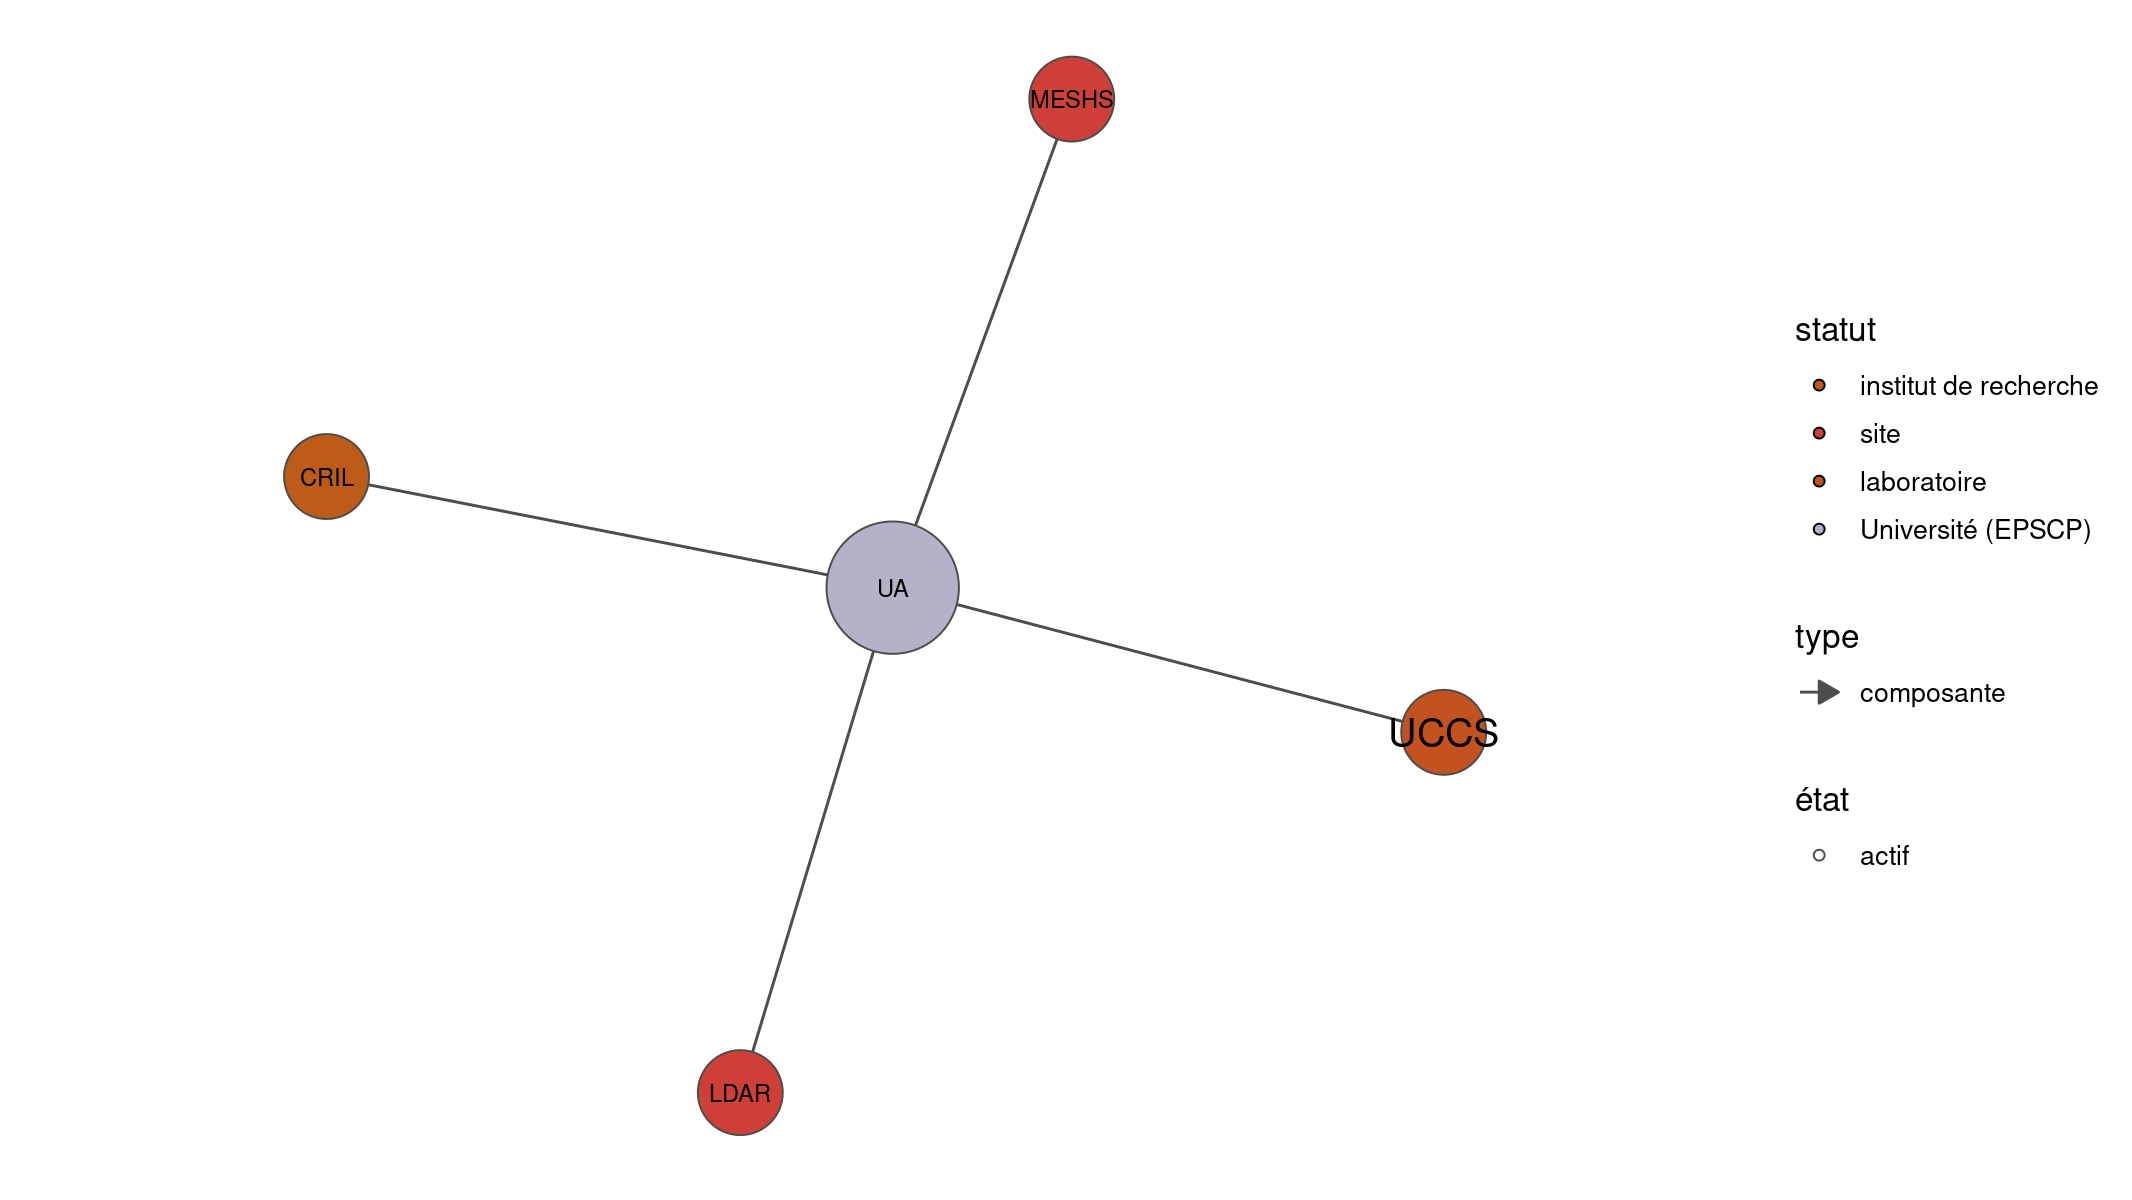 MESHS
CRIL
UA
UCCS
LDAR
statut
institut de recherche
site
laboratoire
Université (EPSCP)
type
composante
état
actif